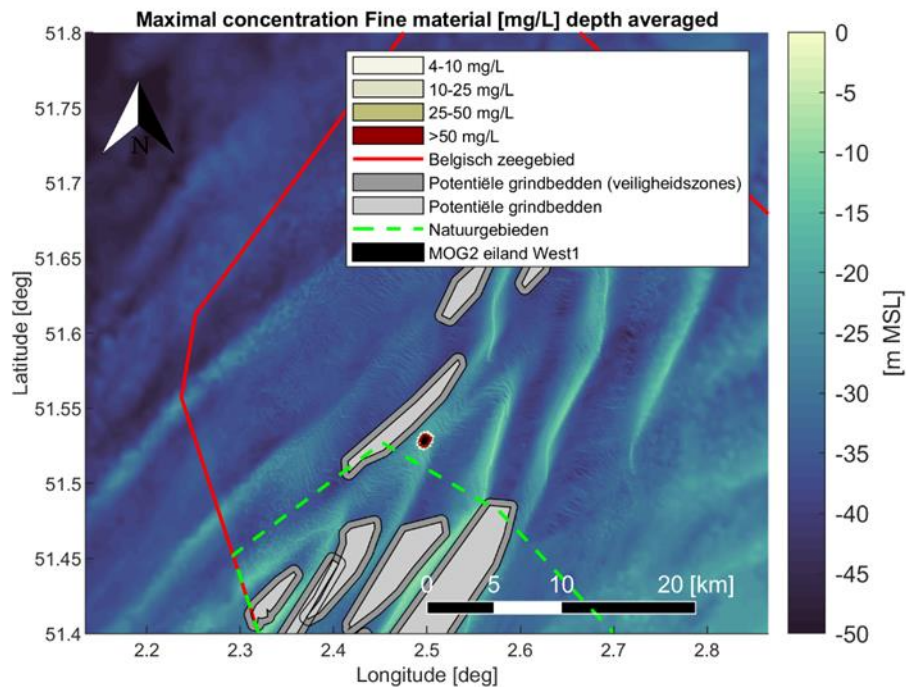 Maximal concentration Fine material [mg/L] depth averaged
4-10 mg/L
10-25 mg/L
25-50 mg/L
>50 mg/L
Belgisch zeegebied
Potentiële grindbedden (veiligheidszones)
Potentiële grindbedden
Natuurgebieden
MOG2 eiland West1
N
Latitude [deg]
51.8
51.75
51.7
51.65
51.6
51.55
51.5
51.45
51.4
2.2 2.3 2.4 2.5 2.6 2.7 2.8
Longitude [deg]
0 5 10 20 [km]
0
-5
-10
-15
-20
-25
-30
-35
-40
-45
-50
[m MSL]